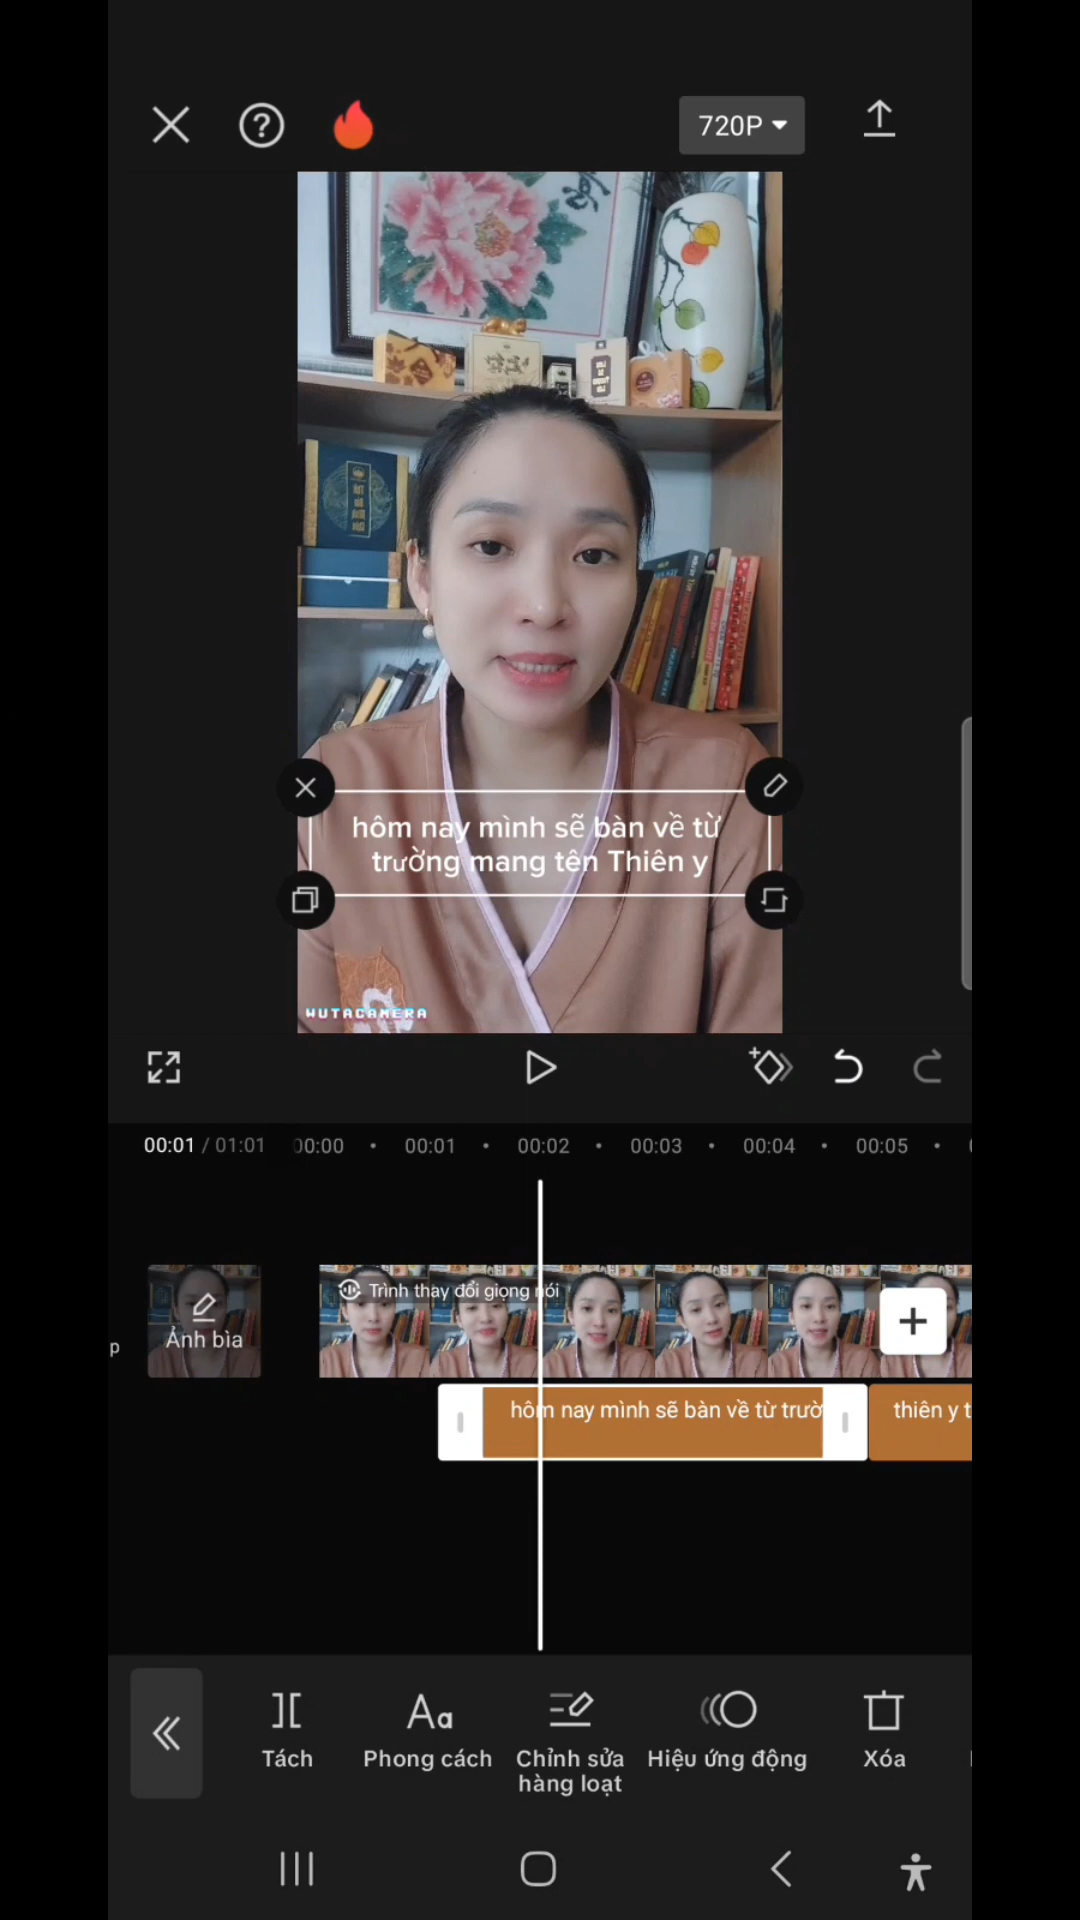 720P
hôm nay mình sẽ bàn về từ
trường mang tên Thiên y
WUTACAMERA
00:01 / 01:01
00:00 • 00:01 • 00:02 • 00:03 • 00:04 • 00:05 •
Trình thay đổi giọng nói
Ảnh bìa
p
hôm nay mình sẽ bàn về từ trườ
thiên y t
Tách
Phong cách
Chỉnh sửa
hàng loạt
Hiệu ứng động
Xóa